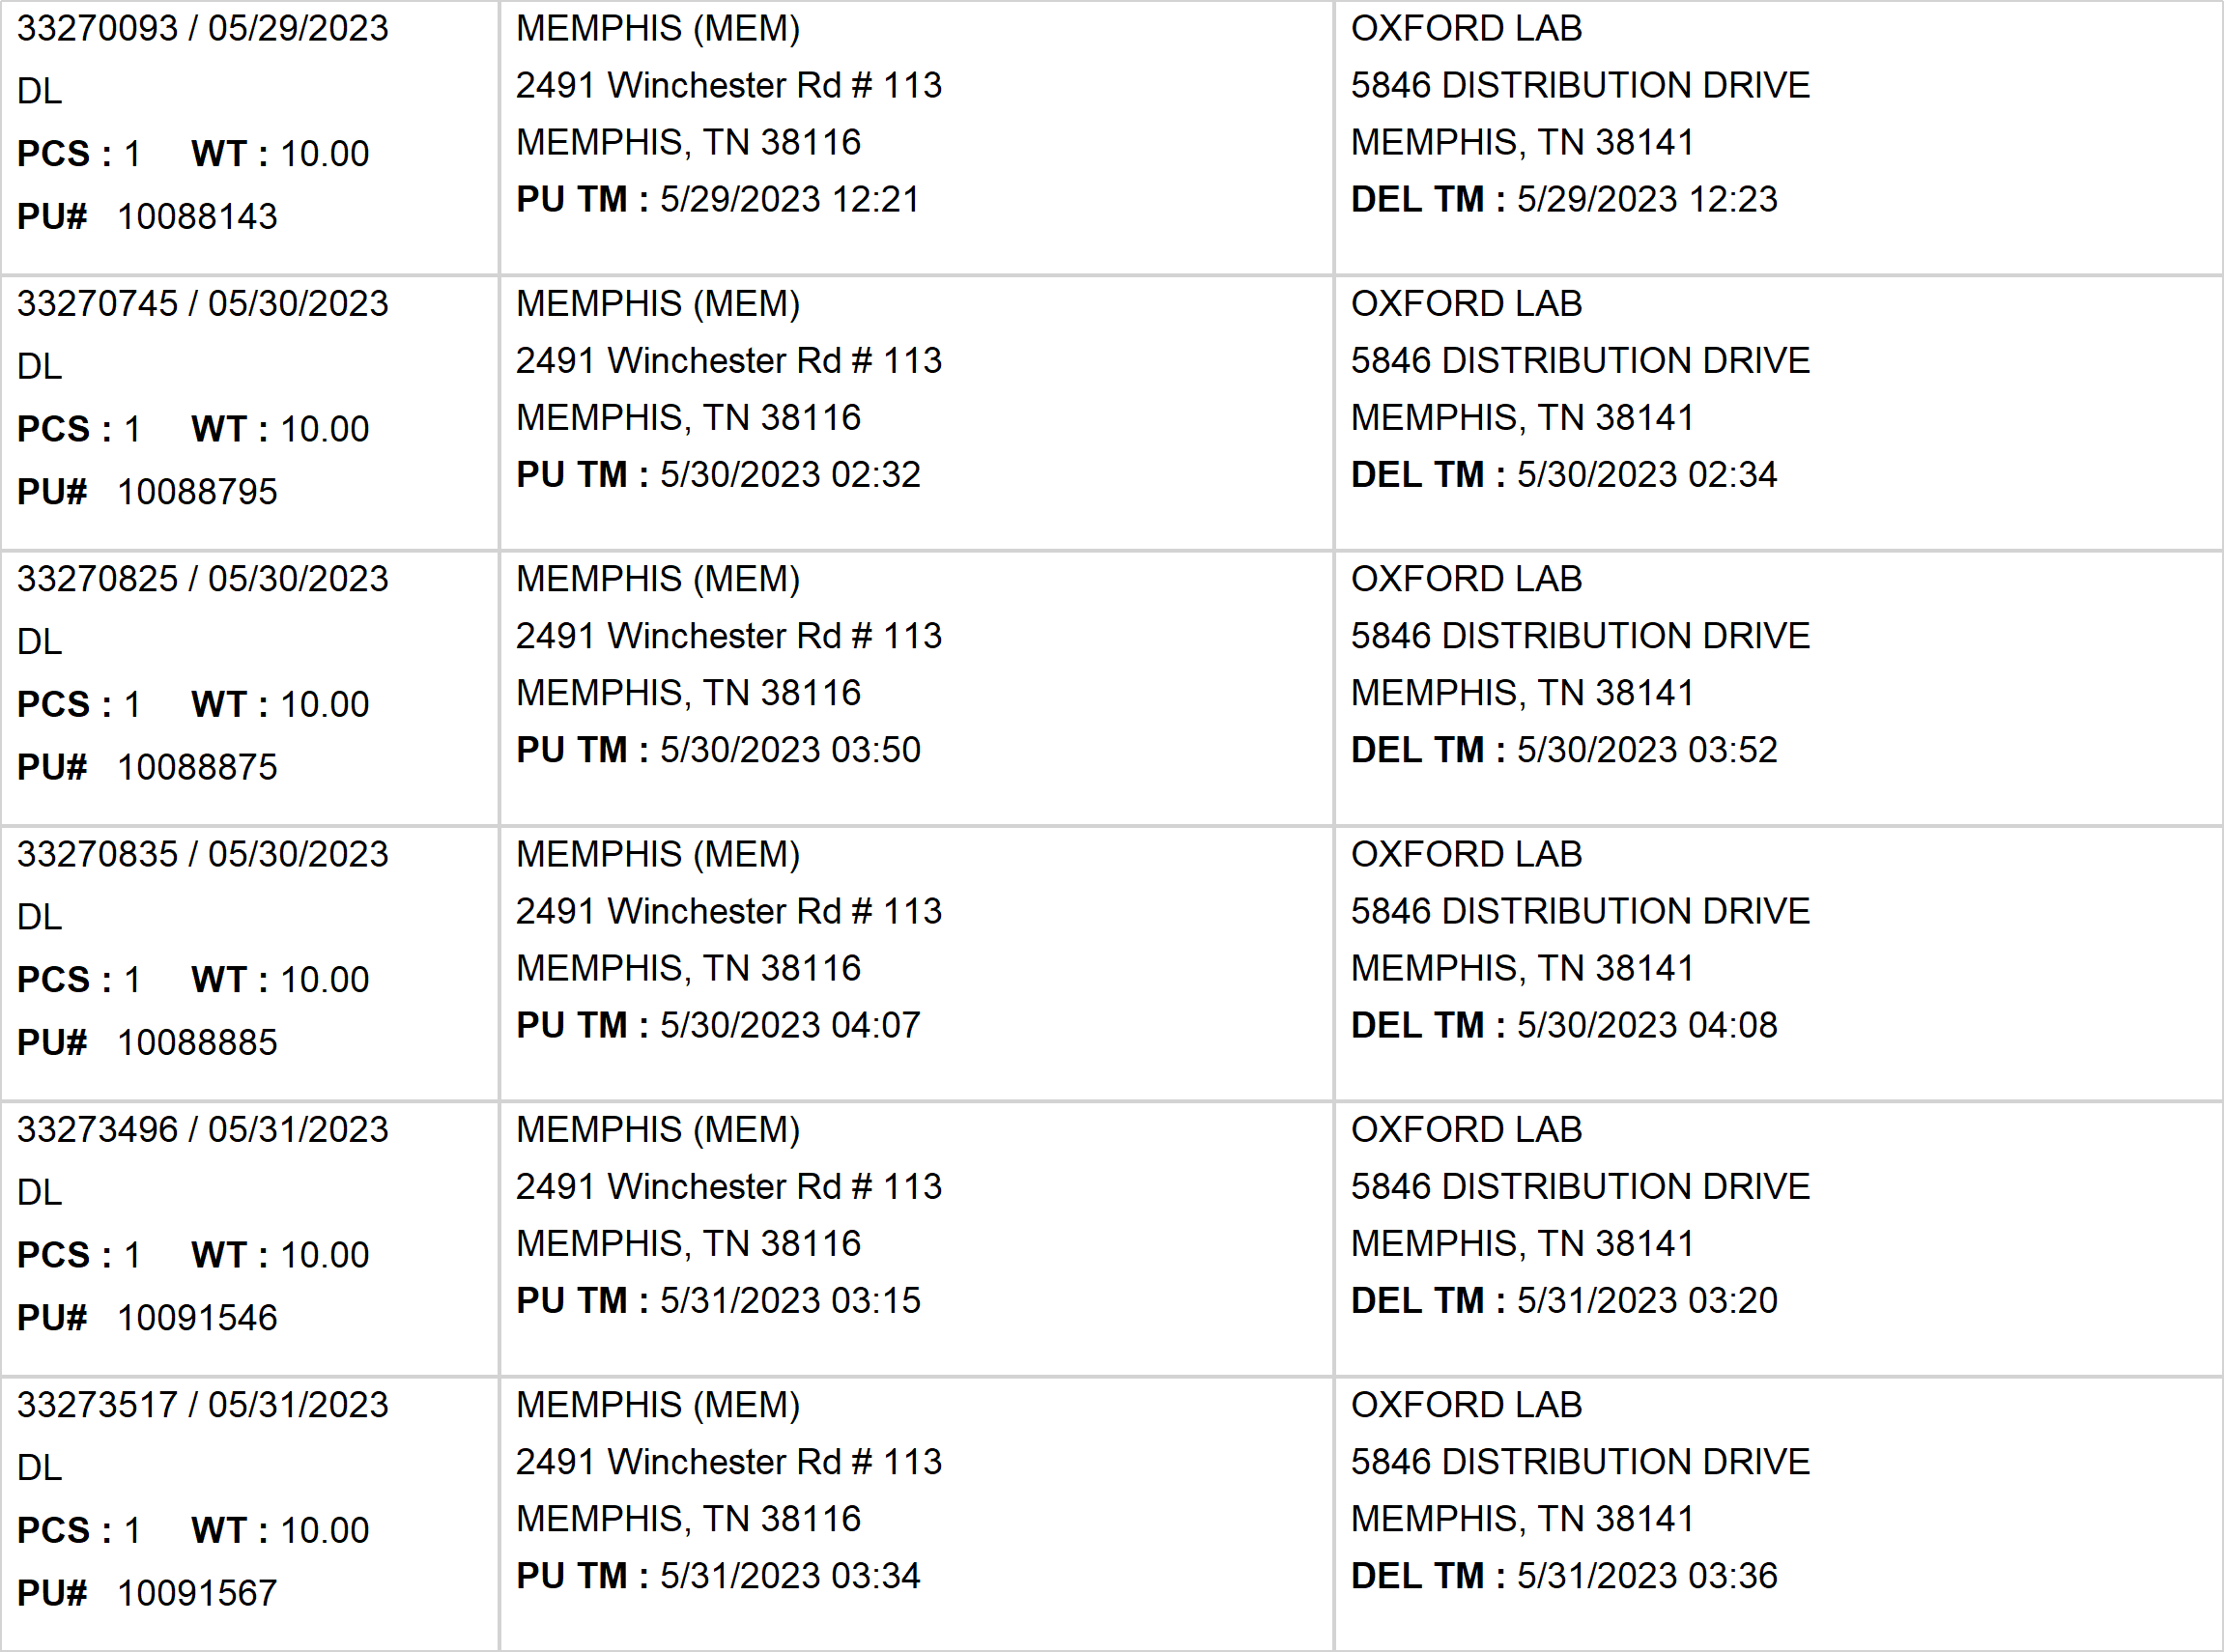 33270093 / 05/29/2023
DL
PCS : 1 WT : 10.00
PU# 10088143
MEMPHIS (MEM)
2491 Winchester Rd # 113
MEMPHIS, TN 38116
PU TM : 5/29/2023 12:21
OXFORD LAB
5846 DISTRIBUTION DRIVE
MEMPHIS, TN 38141
DEL TM : 5/29/2023 12:23
33270745 / 05/30/2023
DL
PCS : 1 WT : 10.00
PU# 10088795
MEMPHIS (MEM)
2491 Winchester Rd # 113
MEMPHIS, TN 38116
PU TM : 5/30/2023 02:32
OXFORD LAB
5846 DISTRIBUTION DRIVE
MEMPHIS, TN 38141
DEL TM : 5/30/2023 02:34
33270825 / 05/30/2023
DL
PCS : 1 WT : 10.00
PU# 10088875
MEMPHIS (MEM)
2491 Winchester Rd # 113
MEMPHIS, TN 38116
PU TM : 5/30/2023 03:50
OXFORD LAB
5846 DISTRIBUTION DRIVE
MEMPHIS, TN 38141
DEL TM : 5/30/2023 03:52
33270835 / 05/30/2023
DL
PCS : 1 WT : 10.00
PU# 10088885
MEMPHIS (MEM)
2491 Winchester Rd # 113
MEMPHIS, TN 38116
PU TM : 5/30/2023 04:07
OXFORD LAB
5846 DISTRIBUTION DRIVE
MEMPHIS, TN 38141
DEL TM : 5/30/2023 04:08
33273496 / 05/31/2023
DL
PCS : 1 WT : 10.00
PU# 10091546
MEMPHIS (MEM)
2491 Winchester Rd # 113
MEMPHIS, TN 38116
PU TM : 5/31/2023 03:15
OXFORD LAB
5846 DISTRIBUTION DRIVE
MEMPHIS, TN 38141
DEL TM : 5/31/2023 03:20
33273517 / 05/31/2023
DL
PCS : 1 WT : 10.00
PU# 10091567
MEMPHIS (MEM)
2491 Winchester Rd # 113
MEMPHIS, TN 38116
PU TM : 5/31/2023 03:34
OXFORD LAB
5846 DISTRIBUTION DRIVE
MEMPHIS, TN 38141
DEL TM : 5/31/2023 03:36